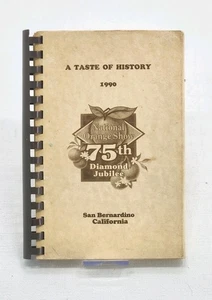 A TASTE OF HISTORY
1990
National
Orange Show
75th
Diamond
Jubilee
San Bernardino
California